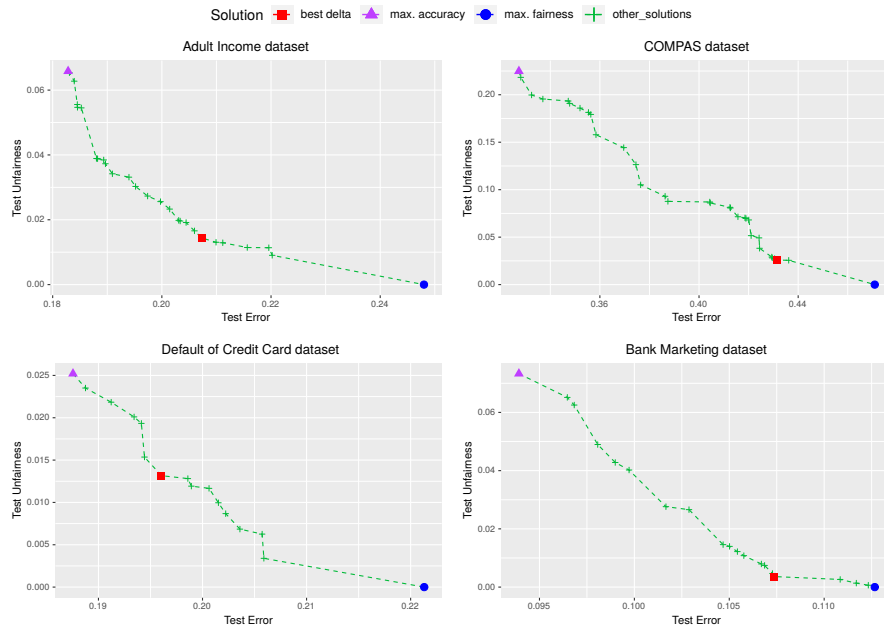 Solution best delta max. accuracy max. fairness other_solutions
Adult Income dataset
Test Unfairness
0.06
0.04
0.02
0.00
0.18 0.20 0.22 0.24
Test Error
COMPAS dataset
Test Unfairness
0.20
0.15
0.10
0.05
0.00
0.36 0.40 0.44
Test Error
Default of Credit Card dataset
Test Unfairness
0.025
0.020
0.015
0.010
0.005
0.000
0.19 0.20 0.21 0.22
Test Error
Bank Marketing dataset
Test Unfairness
0.06
0.04
0.02
0.00
0.095 0.100 0.105 0.110
Test Error